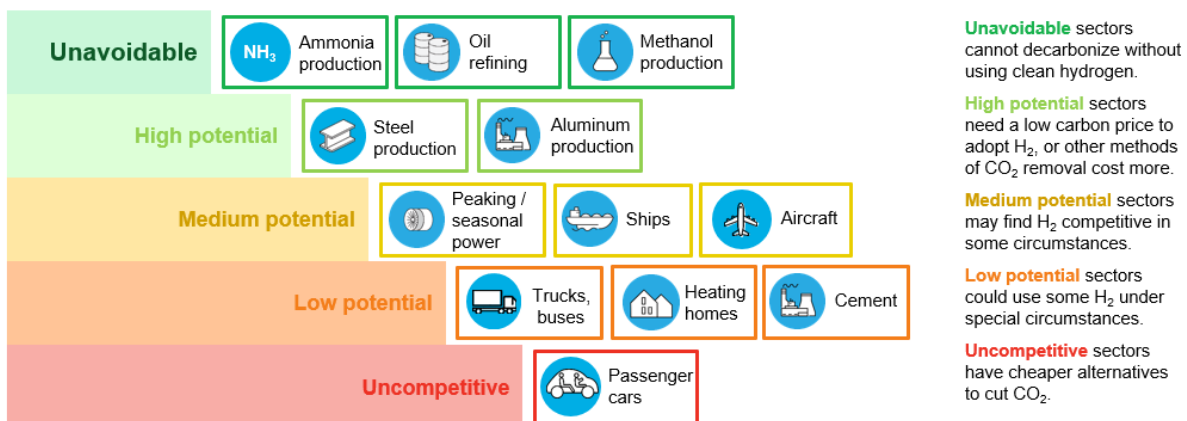 Unavoidable
NH₃
Ammonia
production
Oil
refining
Methanol
production
High potential
Steel
production
Aluminum
production
Medium potential
Peaking /
seasonal
power
Ships
Aircraft
Low potential
Trucks,
buses
Heating
homes
Cement
Uncompetitive
Passenger
cars
Unavoidable sectors
cannot decarbonize without
using clean hydrogen.
High potential sectors
need a low carbon price to
adopt H₂, or other methods
of CO₂ removal cost more.
Medium potential sectors
may find H₂ competitive in
some circumstances.
Low potential sectors
could use some H₂ under
special circumstances.
Uncompetitive sectors
have cheaper alternatives
to cut CO₂.